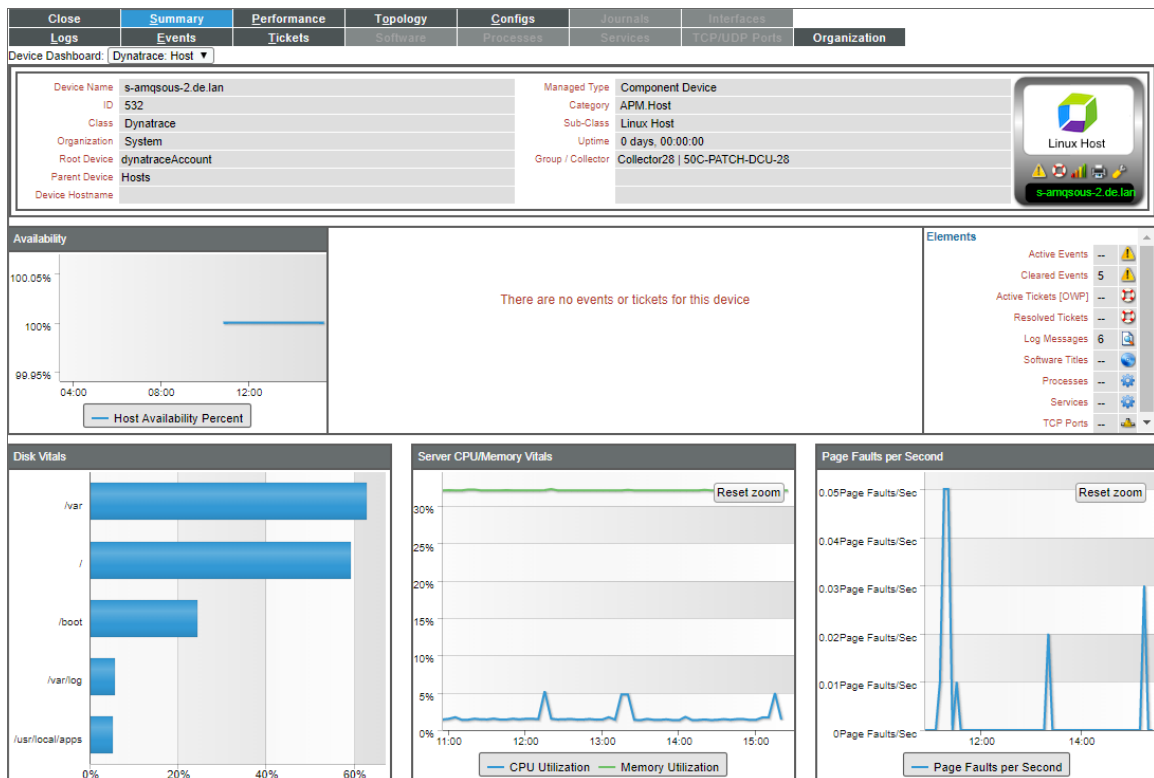 Close Summary Performance Topology Configs Journals Interfaces
Logs Events Tickets Software Processes Services TCP/UDP Ports Organization
Device Dashboard: Dynatrace: Host ▼
Device Name s-amqsous-2.de.lan
ID 532
Class Dynatrace
Organization System
Root Device dynatraceAccount
Parent Device Hosts
Device Hostname
Managed Type Component Device
Category APM.Host
Sub-Class Linux Host
Uptime 0 days, 00:00:00
Group / Collector Collector28 | 50C-PATCH-DCU-28
Linux Host
s-amqsous-2.de.lan
Availability
100.05%
100%
99.95%
04:00 08:00 12:00
Host Availability Percent
There are no events or tickets for this device
Elements
Active Events --
Cleared Events 5
Active Tickets [OWP] --
Resolved Tickets --
Log Messages 6
Software Titles --
Processes --
Services --
TCP Ports --
Disk Vitals
/var
/
/boot
/var/log
/usr/local/apps
0% 20% 40% 60%
Server CPU/Memory Vitals
Reset zoom
30%
25%
20%
15%
10%
5%
0%
11:00 12:00 13:00 14:00 15:00
CPU Utilization Memory Utilization
Page Faults per Second
Reset zoom
0.05Page Faults/Sec
0.04Page Faults/Sec
0.03Page Faults/Sec
0.02Page Faults/Sec
0.01Page Faults/Sec
0Page Faults/Sec
12:00 14:00
Page Faults per Second